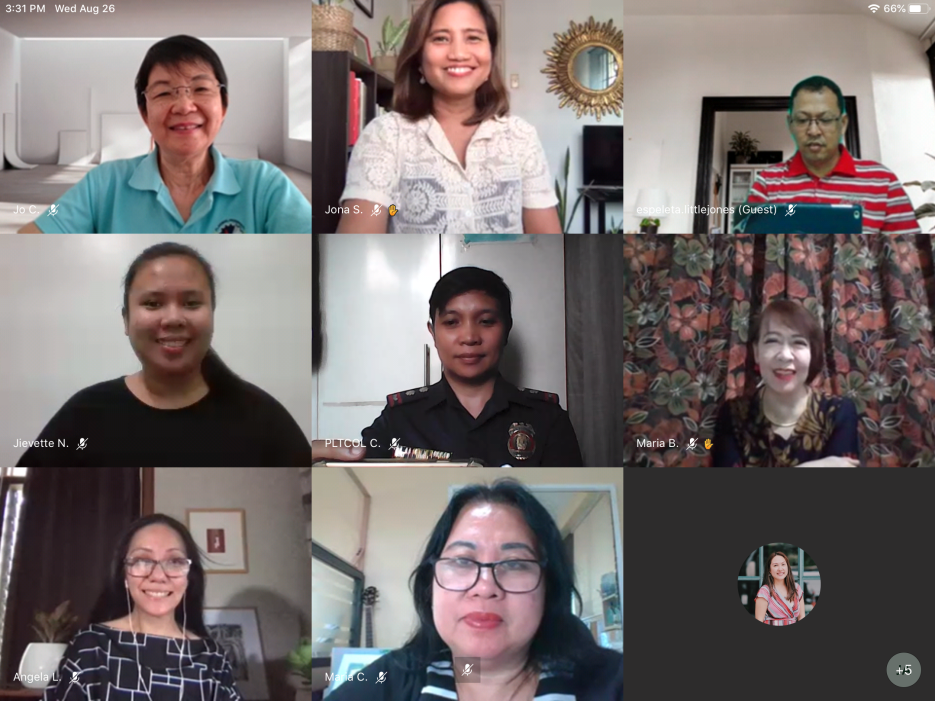 3:31 PM Wed Aug 26
66%
Jo C.
Jona S.
espeleta.littlejones (Guest)
Jievette N.
PLTCOL C.
Maria B.
Angela L.
Maria C.
+5